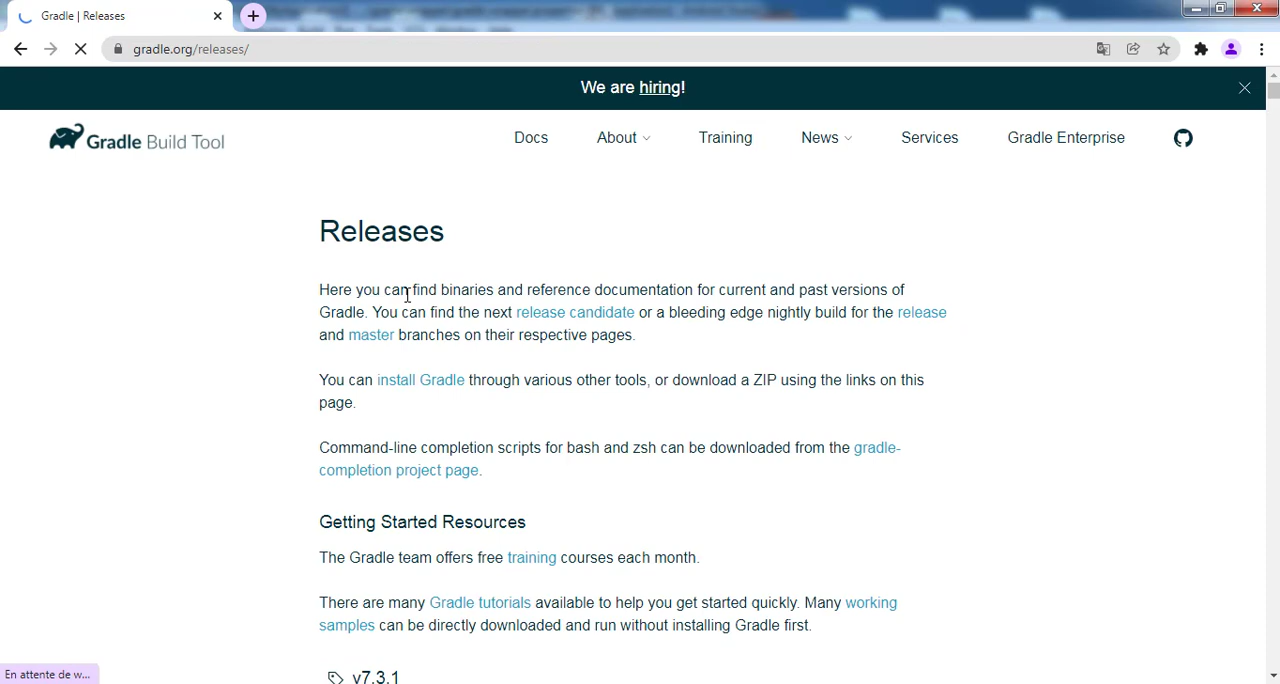 Gradle | Releases
gradle.org/releases/
We are hiring!
Gradle Build Tool
Docs
About
Training
News
Services
Gradle Enterprise
Releases
Here you can find binaries and reference documentation for current and past versions of
Gradle. You can find the next release candidate or a bleeding edge nightly build for the release
and master branches on their respective pages.
You can install Gradle through various other tools, or download a ZIP using the links on this
page.
Command-line completion scripts for bash and zsh can be downloaded from the gradle-
completion project page.
Getting Started Resources
The Gradle team offers free training courses each month.
There are many Gradle tutorials available to help you get started quickly. Many working
samples can be directly downloaded and run without installing Gradle first.
v7.3.1
En attente de w...